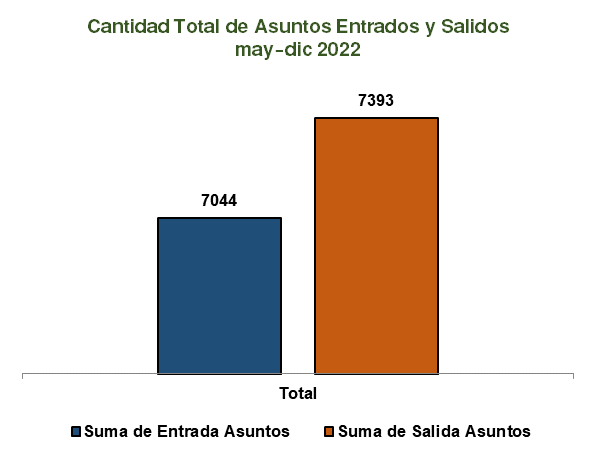 Cantidad Total de Asuntos Entrados y Salidos
may-dic 2022
7393
7044
Total
Suma de Entrada Asuntos
Suma de Salida Asuntos